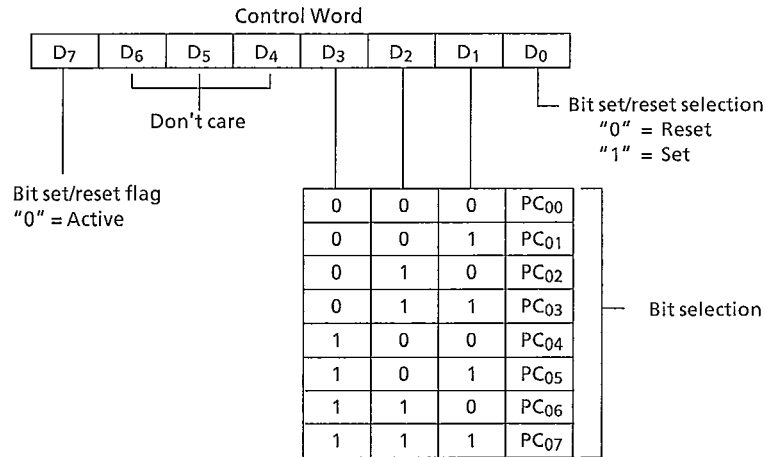 Control Word
D7 D6 D5 D4 D3 D2 D1 D0
Don't care
Bit set/reset selection
"0" = Reset
"1" = Set
Bit set/reset flag
"0" = Active
0 0 0 PC00
0 0 1 PC01
0 1 0 PC02
0 1 1 PC03
1 0 0 PC04
1 0 1 PC05
1 1 0 PC06
1 1 1 PC07
Bit selection